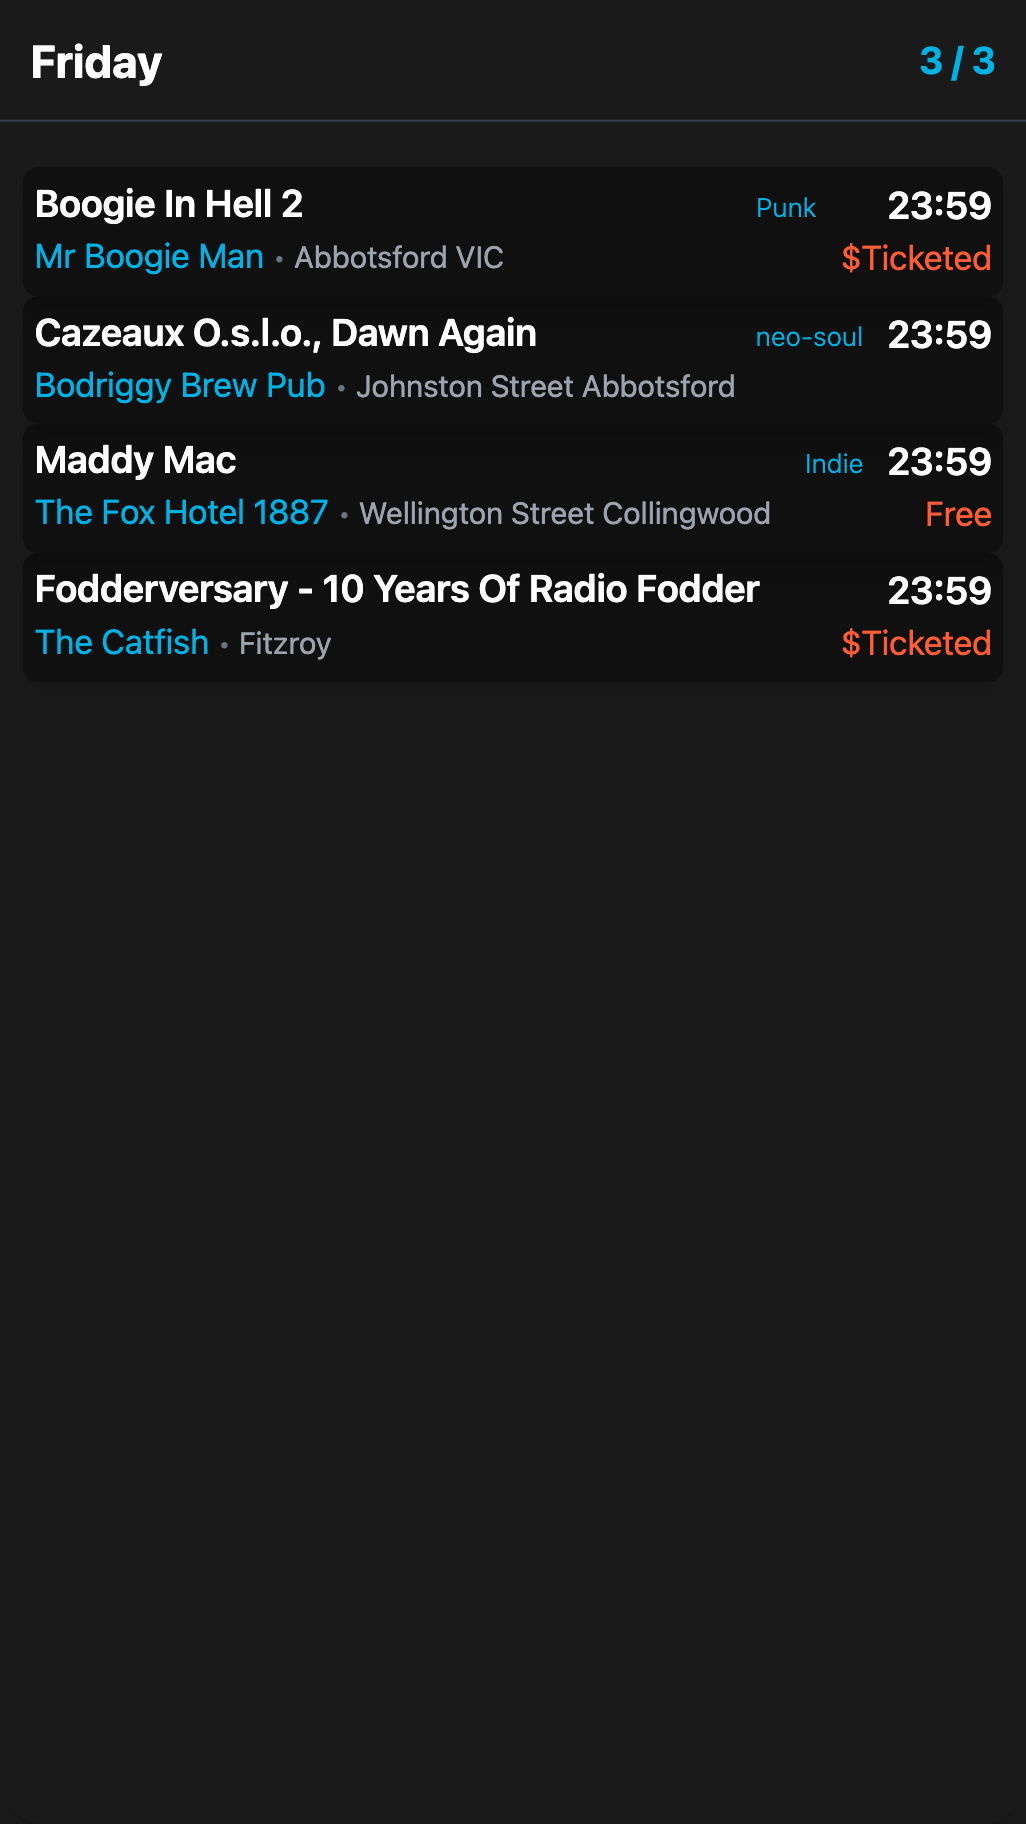 Friday 3 / 3
Boogie In Hell 2 Punk 23:59
Mr Boogie Man • Abbotsford VIC $Ticketed
Cazeaux O.s.l.o., Dawn Again neo-soul 23:59
Bodriggy Brew Pub • Johnston Street Abbotsford
Maddy Mac Indie 23:59
The Fox Hotel 1887 • Wellington Street Collingwood Free
Fodderversary - 10 Years Of Radio Fodder 23:59
The Catfish • Fitzroy $Ticketed